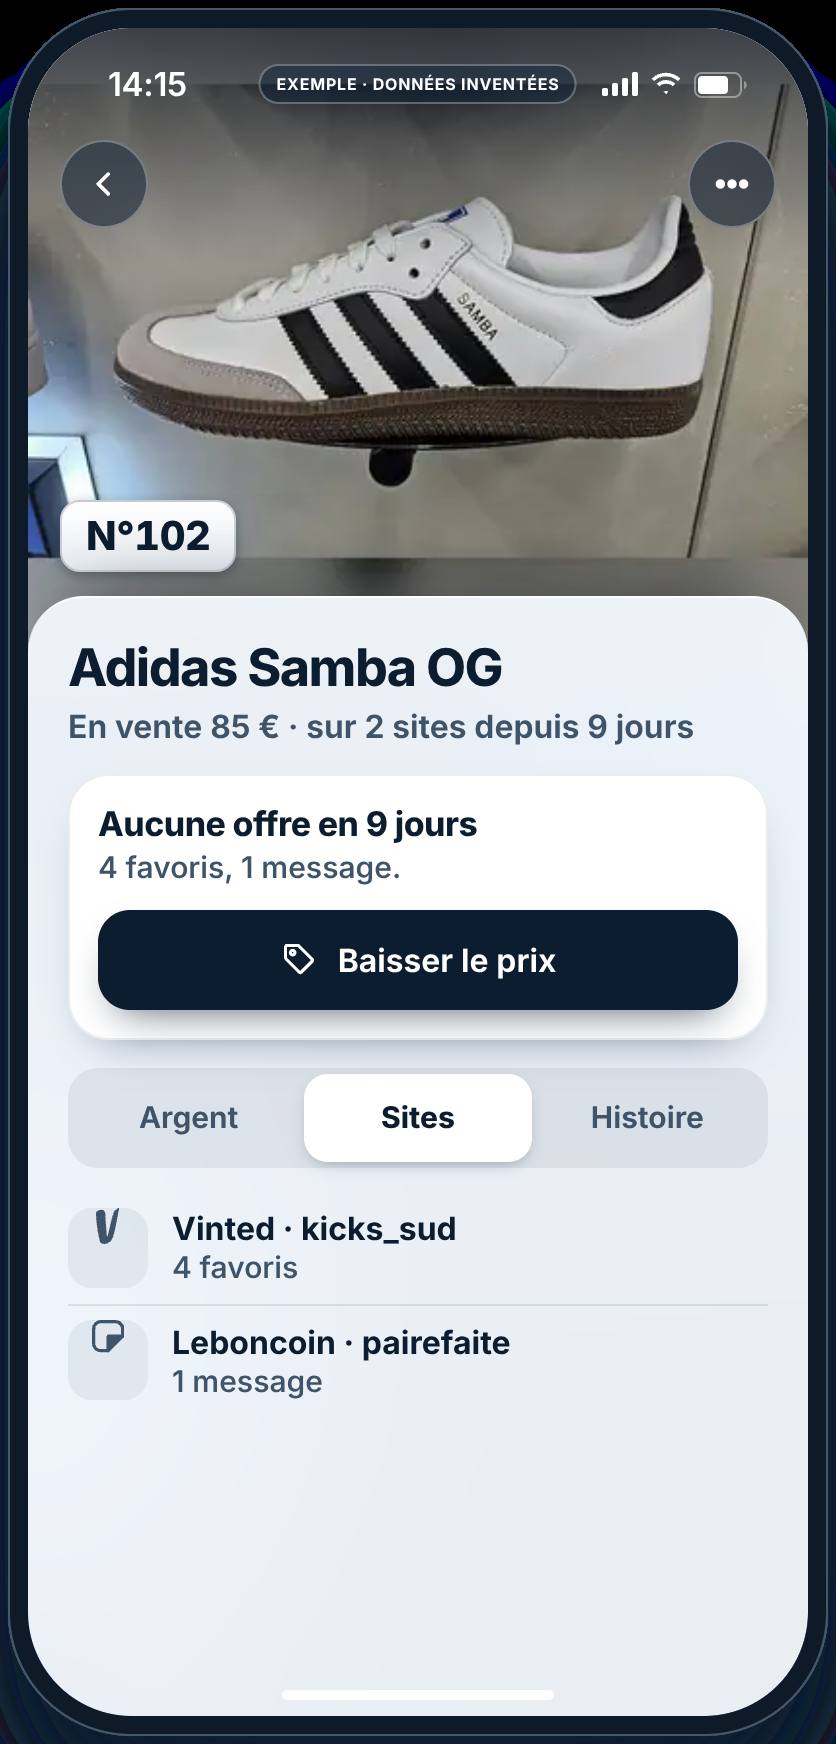 14:15
EXEMPLE · DONNÉES INVENTÉES
SAMBA
N°102
Adidas Samba OG
En vente 85 € · sur 2 sites depuis 9 jours
Aucune offre en 9 jours
4 favoris, 1 message.
Baisser le prix
Argent
Sites
Histoire
Vinted · kicks_sud
4 favoris
Leboncoin · pairefaite
1 message